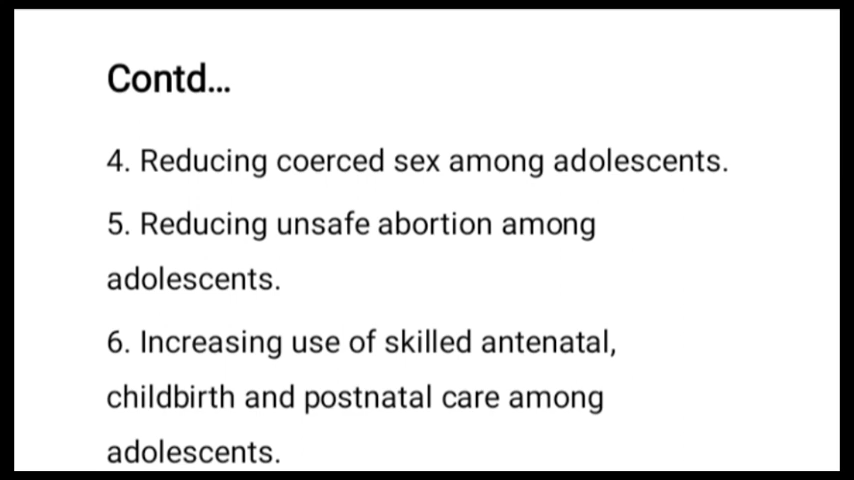 Contd...
4. Reducing coerced sex among adolescents.
5. Reducing unsafe abortion among
adolescents.
6. Increasing use of skilled antenatal,
childbirth and postnatal care among
adolescents.